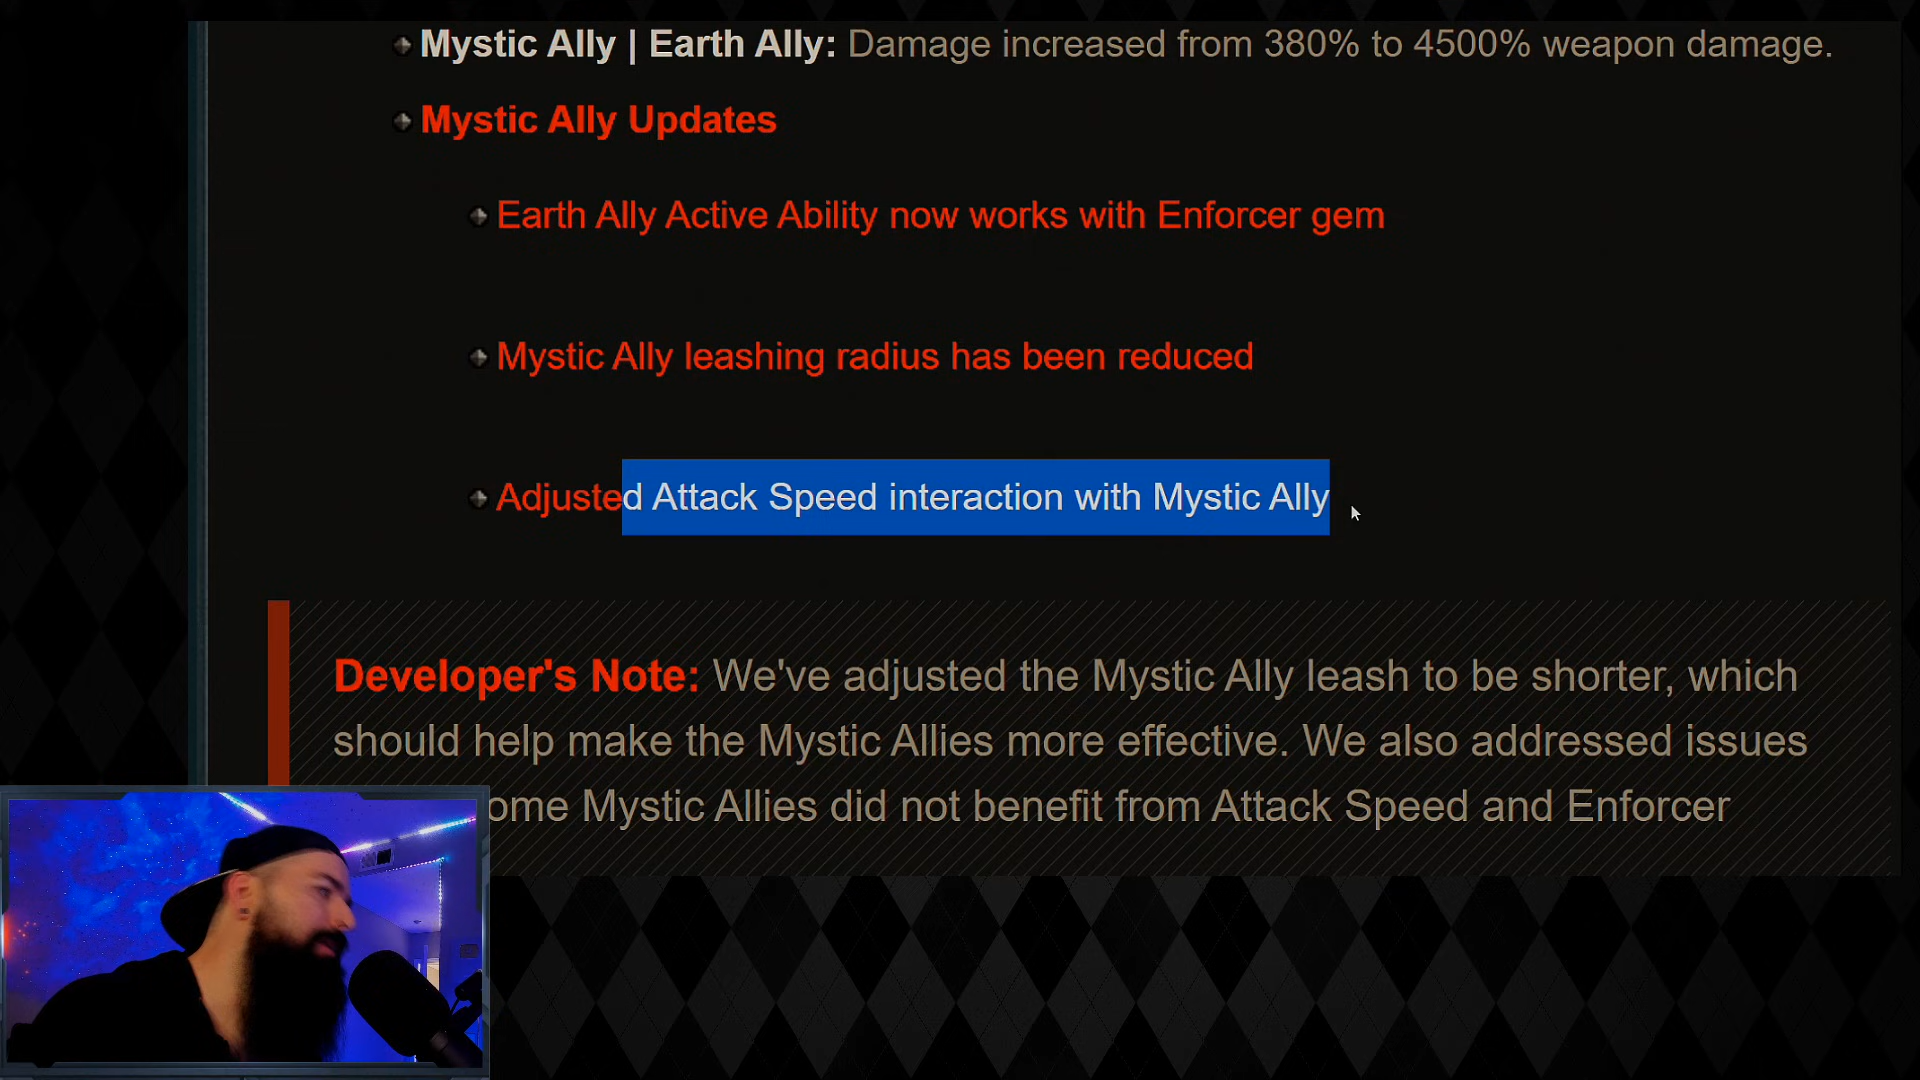 Mystic Ally | Earth Ally: Damage increased from 380% to 4500% weapon damage.
Mystic Ally Updates
Earth Ally Active Ability now works with Enforcer gem
Mystic Ally leashing radius has been reduced
Adjusted Attack Speed interaction with Mystic Ally
Developer's Note: We've adjusted the Mystic Ally leash to be shorter, which
should help make the Mystic Allies more effective. We also addressed issues
ome Mystic Allies did not benefit from Attack Speed and Enforcer